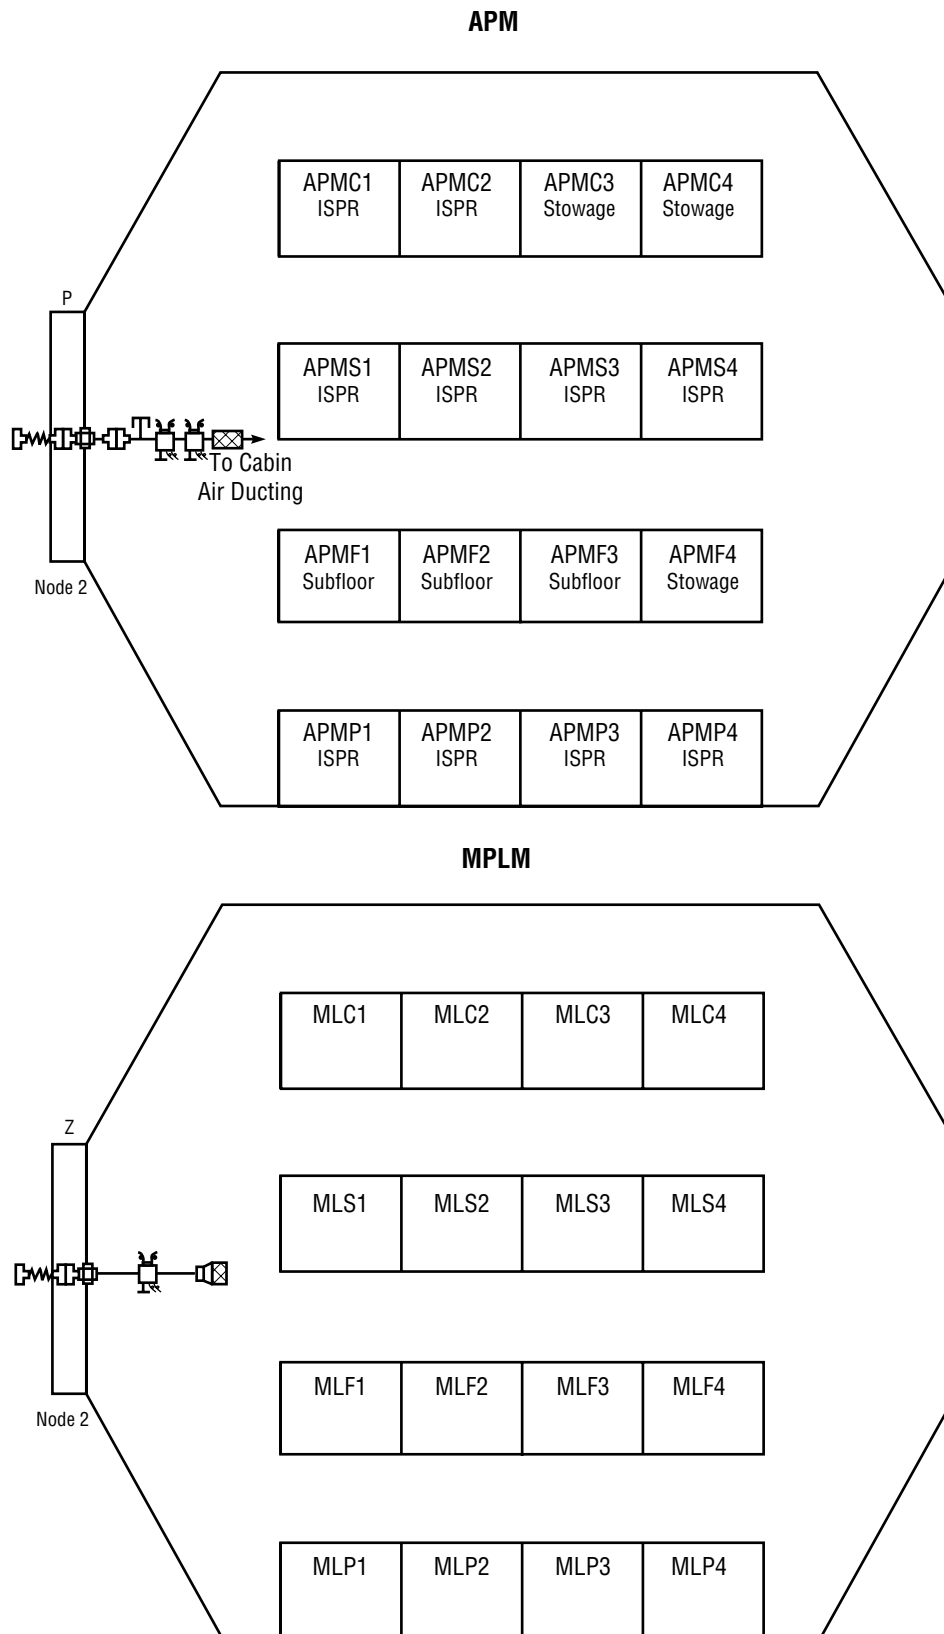 APM
APMC1 APMC2 APMC3 APMC4
ISPR ISPR Stowage Stowage
P
APMS1 APMS2 APMS3 APMS4
ISPR ISPR ISPR ISPR
To Cabin
Air Ducting
APMF1 APMF2 APMF3 APMF4
Subfloor Subfloor Subfloor Stowage
Node 2
APMP1 APMP2 APMP3 APMP4
ISPR ISPR ISPR ISPR
MPLM
MLC1 MLC2 MLC3 MLC4
Z
MLS1 MLS2 MLS3 MLS4
MLF1 MLF2 MLF3 MLF4
Node 2
MLP1 MLP2 MLP3 MLP4